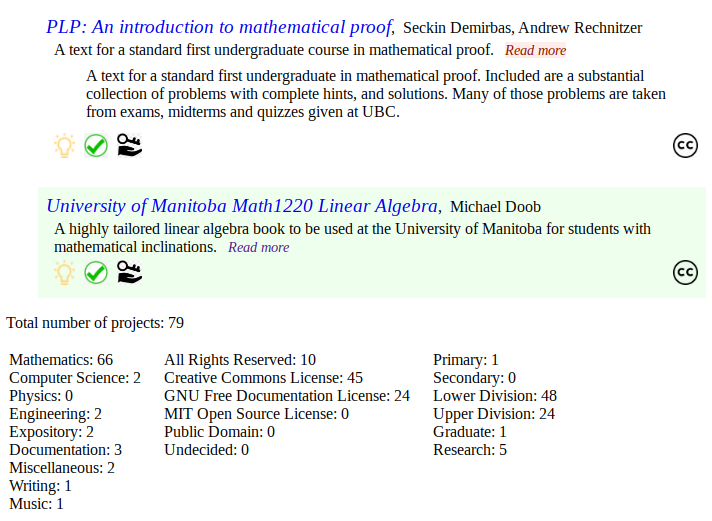 PLP: An introduction to mathematical proof, Seckin Demirbas, Andrew Rechnitzer
A text for a standard first undergraduate course in mathematical proof. Read more
A text for a standard first undergraduate in mathematical proof. Included are a substantial
collection of problems with complete hints, and solutions. Many of those problems are taken
from exams, midterms and quizzes given at UBC.
cc
University of Manitoba Math1220 Linear Algebra, Michael Doob
A highly tailored linear algebra book to be used at the University of Manitoba for students with
mathematical inclinations. Read more
cc
Total number of projects: 79
Mathematics: 66
Computer Science: 2
Physics: 0
Engineering: 2
Expository: 2
Documentation: 3
Miscellaneous: 2
Writing: 1
Music: 1
All Rights Reserved: 10
Creative Commons License: 45
GNU Free Documentation License: 24
MIT Open Source License: 0
Public Domain: 0
Undecided: 0
Primary: 1
Secondary: 0
Lower Division: 48
Upper Division: 24
Graduate: 1
Research: 5